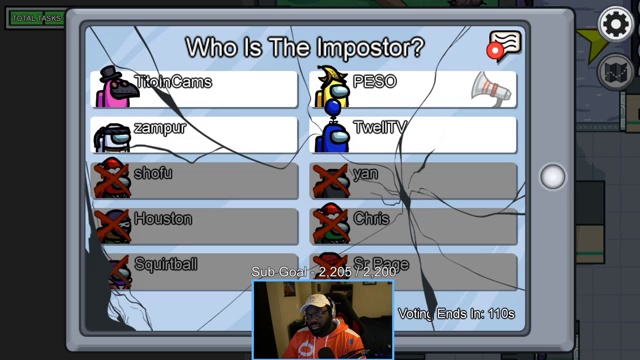 TOTAL TASKS
Who Is The Impostor?
TitoInCams
PESO
zampur
TwellTV
shofu
yan
Houston
Chris
Squirtball
Sr Page
Sub Goal - 2,205 / 2,200
Voting Ends In: 110s